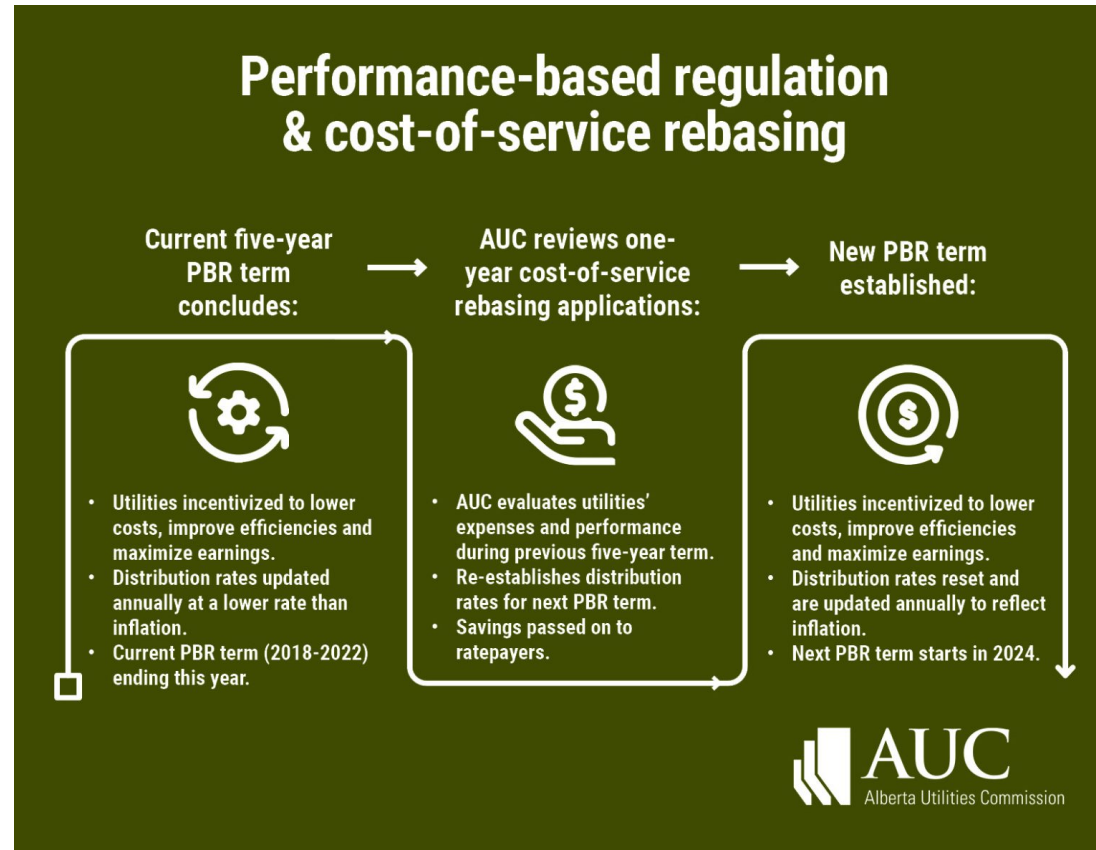 Performance-based regulation
& cost-of-service rebasing
Current five-year
PBR term
concludes:
AUC reviews one-
year cost-of-service
rebasing applications:
New PBR term
established:
$
• Utilities incentivized to lower
costs, improve efficiencies and
maximize earnings.
• Distribution rates updated
annually at a lower rate than
inflation.
• Current PBR term (2018-2022)
ending this year.
• AUC evaluates utilities’
expenses and performance
during previous five-year term.
• Re-establishes distribution
rates for next PBR term.
• Savings passed on to
ratepayers.
$
• Utilities incentivized to lower
costs, improve efficiencies
and maximize earnings.
• Distribution rates reset and
are updated annually to reflect
inflation.
• Next PBR term starts in 2024.
AUC
Alberta Utilities Commission